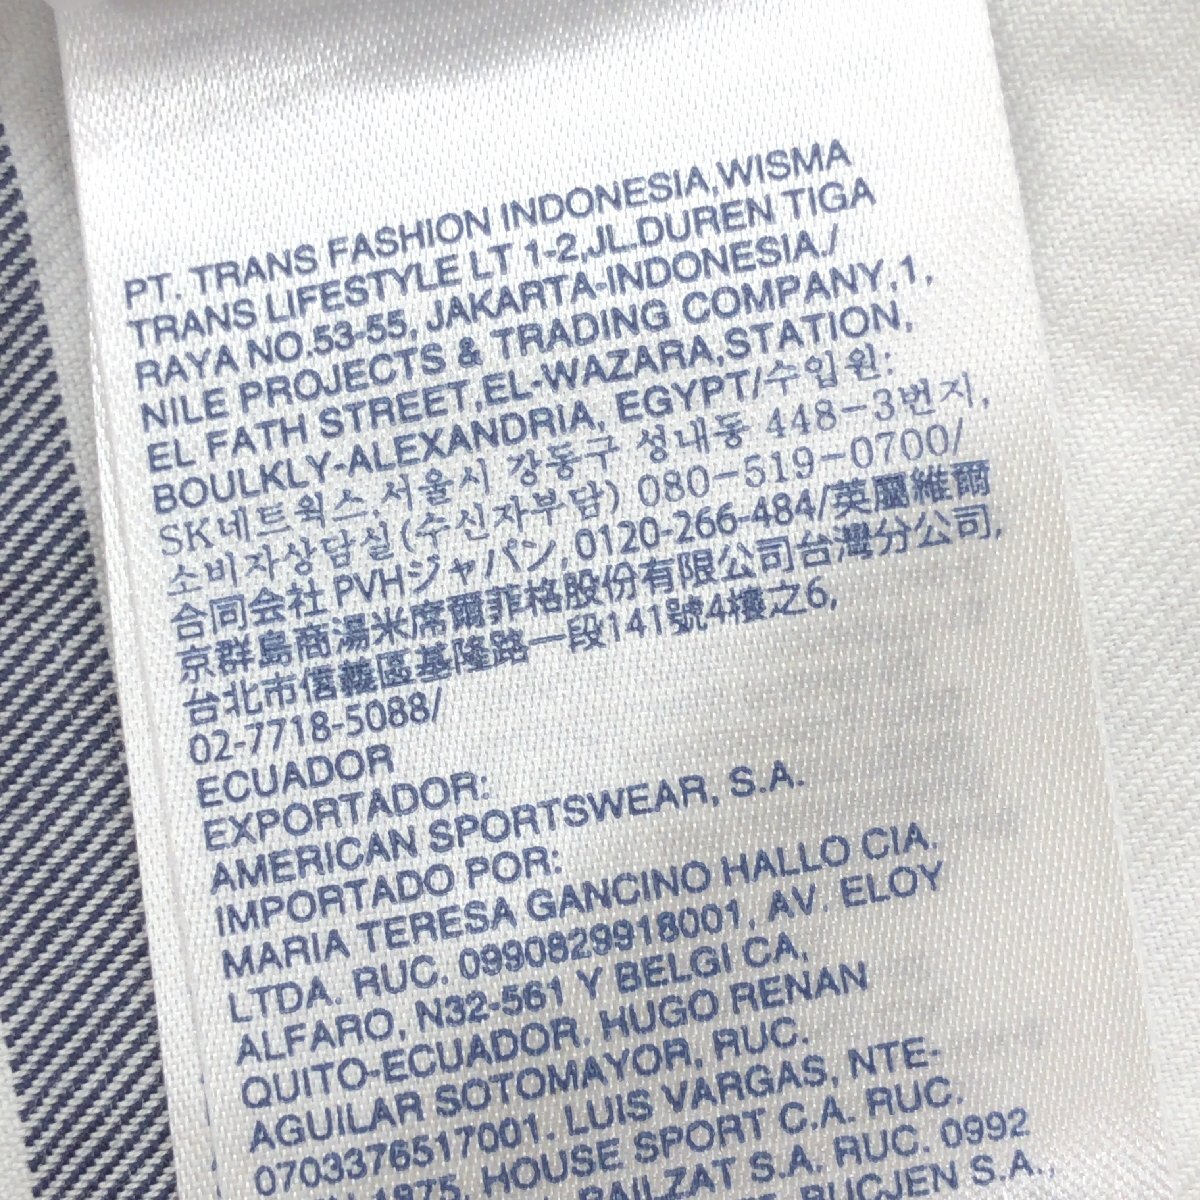 PT. TRANS FASHION INDONESIA,WISMA
TRANS LIFESTYLE LT 1-2,JL.DUREN TIGA
RAYA NO.53-55, JAKARTA-INDONESIA./
NILE PROJECTS & TRADING COMPANY,1,
EL FATH STREET,EL-WAZARA,STATION,
BOULKLY-ALEXANDRIA, EGYPT/수입원:
SK네트웍스,서울시 강동구 성내동 448-3번지,
소비자상담실(수신자부담) 080-519-0700/
合同会社 PVHジャパン, 0120-266-484/英屬維爾
京群島商湯米席爾菲格股份有限公司台灣分公司,
台北市信義區基隆路一段141號4樓之6,
02-7718-5088/
ECUADOR
EXPORTADOR:
AMERICAN SPORTSWEAR, S.A.
IMPORTADO POR:
MARIA TERESA GANCINO HALLO CIA.
LTDA. RUC. 0990829918001, AV. ELOY
ALFARO, N32-561 Y BELGI CA,
QUITO-ECUADOR. HUGO RENAN
AGUILAR SOTOMAYOR, RUC.
0703376517001. LUIS VARGAS, NTE-
1975, HOUSE SPORT C.A. RUC.
S.A. RUC. 0992
S.A.,